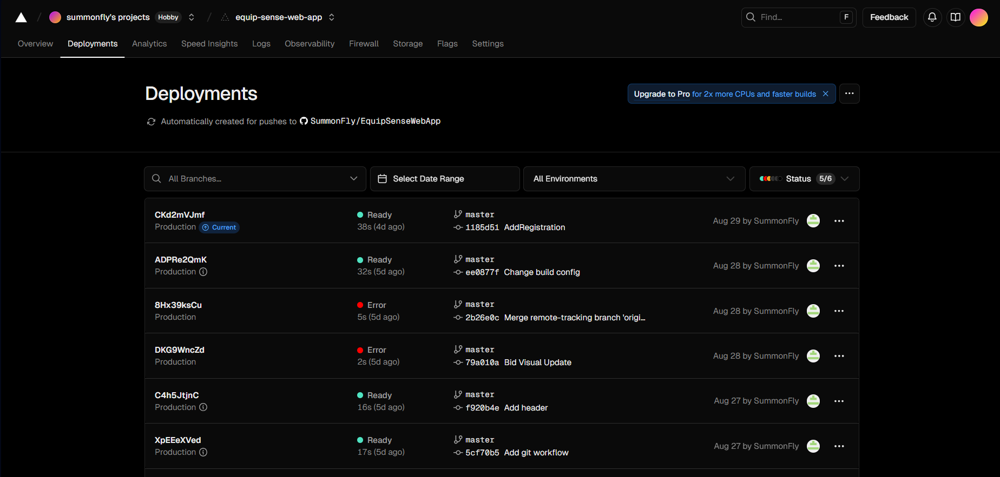 summonfly's projects Hobby equip-sense-web-app Find... F Feedback
Overview Deployments Analytics Speed Insights Logs Observability Firewall Storage Flags Settings
Deployments
Upgrade to Pro for 2x more CPUs and faster builds
Automatically created for pushes to SummonFly/EquipSenseWebApp
All Branches... Select Date Range All Environments Status 5/6
CKd2mVJmf Ready master
Production Current 38s (4d ago) 1185d51 AddRegistration Aug 29 by SummonFly
ADPRe2QmK Ready master
Production 32s (5d ago) ee0877f Change build config Aug 28 by SummonFly
8Hx39ksCu Error master
Production 5s (5d ago) 2b26e0c Merge remote-tracking branch 'origi... Aug 28 by SummonFly
DKG9WncZd Error master
Production 2s (5d ago) 79a010a Bid Visual Update Aug 28 by SummonFly
C4h5JtjnC Ready master
Production 16s (5d ago) f920b4e Add header Aug 27 by SummonFly
XpEEeXVed Ready master
Production 17s (5d ago) 5cf70b5 Add git workflow Aug 27 by SummonFly